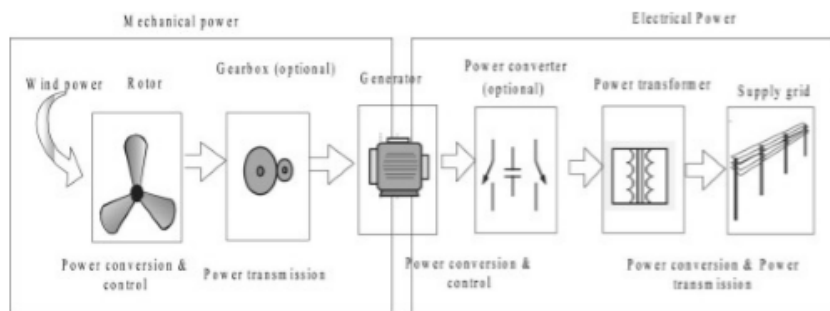 Mechanical power
Electrical Power
Wind power
Rotor
Gearbox (optional)
Generator
Power converter
(optional)
Power transformer
Supply grid
Power conversion &
control
Power transmission
Power conversion &
control
Power conversion & Power
transmission